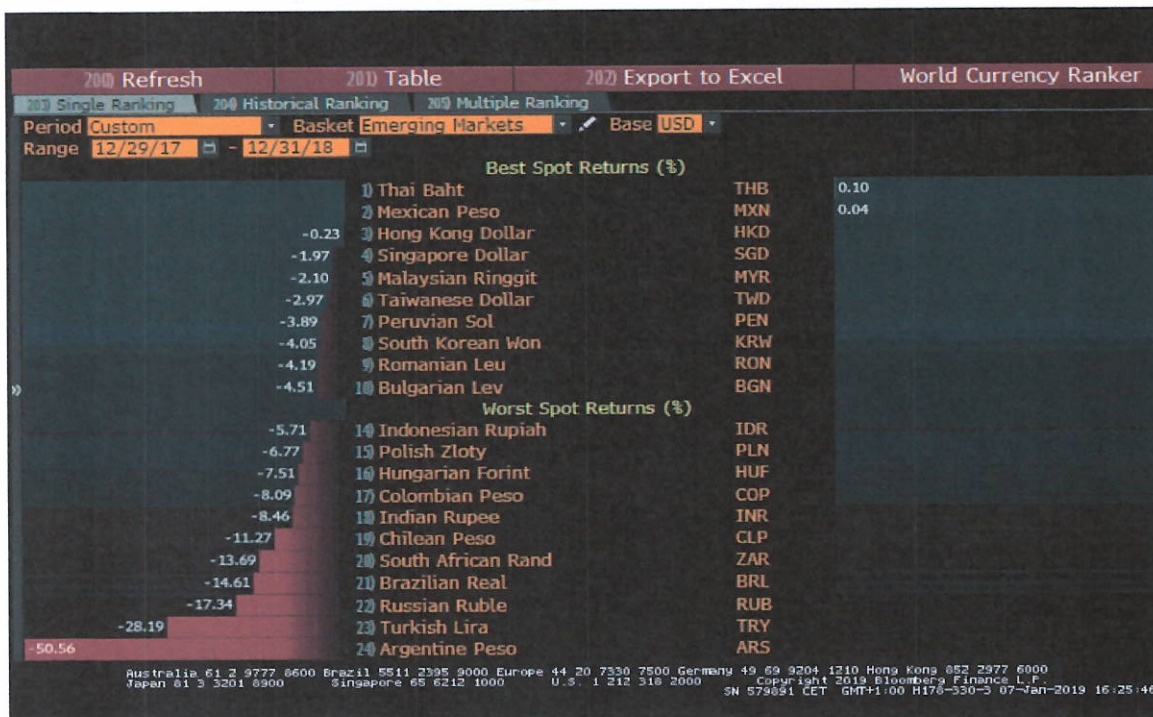 200) Refresh 201) Table 202) Export to Excel World Currency Ranker
203) Single Ranking 204) Historical Ranking 205) Multiple Ranking
Period Custom Basket Emerging Markets Base USD
Range 12/29/17 - 12/31/18
Best Spot Returns (%)
1) Thai Baht THB 0.10
2) Mexican Peso MXN 0.04
-0.23 3) Hong Kong Dollar HKD
-1.97 4) Singapore Dollar SGD
-2.10 5) Malaysian Ringgit MYR
-2.97 6) Taiwanese Dollar TWD
-3.89 7) Peruvian Sol PEN
-4.05 8) South Korean Won KRW
-4.19 9) Romanian Leu RON
-4.51 10) Bulgarian Lev BGN
Worst Spot Returns (%)
-5.71 14) Indonesian Rupiah IDR
-6.77 15) Polish Zloty PLN
-7.51 16) Hungarian Forint HUF
-8.09 17) Colombian Peso COP
-8.46 18) Indian Rupee INR
-11.27 19) Chilean Peso CLP
-13.69 20) South African Rand ZAR
-14.61 21) Brazilian Real BRL
-17.34 22) Russian Ruble RUB
-28.19 23) Turkish Lira TRY
-50.56 24) Argentine Peso ARS
Australia 61 2 9777 8600 Brazil 5511 2395 9000 Europe 44 20 7330 7500 Germany 49 69 9204 1210 Hong Kong 852 2977 6000
Japan 81 3 3201 8900 Singapore 65 6212 1000 U.S. 1 212 318 2000 Copyright 2019 Bloomberg Finance L.P.
SN 579891 CET GMT+1:00 H178-330-3 07-Jan-2019 16:25:46